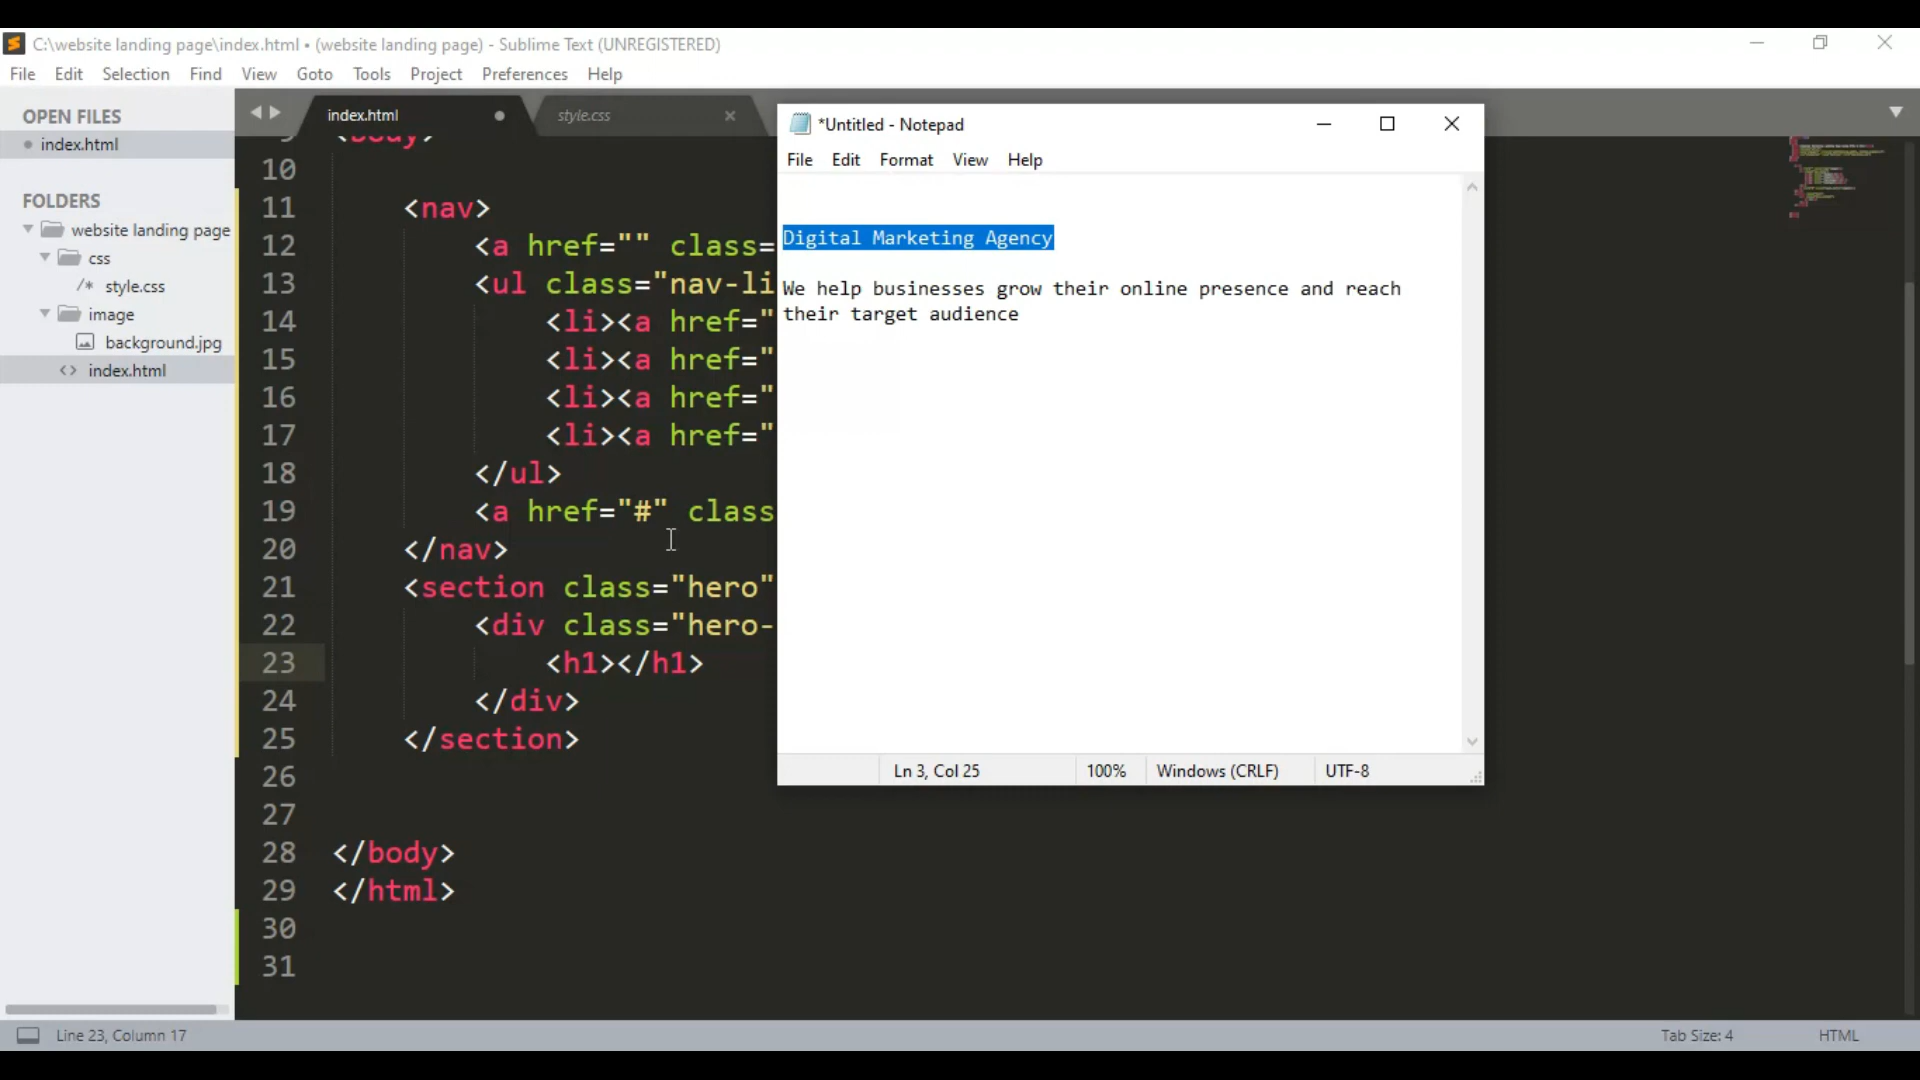 C:\website landing page\index.html • (website landing page) - Sublime Text (UNREGISTERED)
File Edit Selection Find View Goto Tools Project Preferences Help
OPEN FILES
index.html
FOLDERS
website landing page
css
/* style.css
image
background.jpg
<> index.html
index.html
style.css
9 <body>
10
11 <nav>
12 <a href="" class=
13 <ul class="nav-li
14 <li><a href="
15 <li><a href="
16 <li><a href="
17 <li><a href="
18 </ul>
19 <a href="#" class
20 </nav>
21 <section class="hero"
22 <div class="hero-
23 <h1></h1>
24 </div>
25 </section>
26
27
28 </body>
29 </html>
30
31
*Untitled - Notepad
File Edit Format View Help
Digital Marketing Agency
We help businesses grow their online presence and reach
their target audience
Ln 3, Col 25 100% Windows (CRLF) UTF-8
Line 23, Column 17 Tab Size: 4 HTML